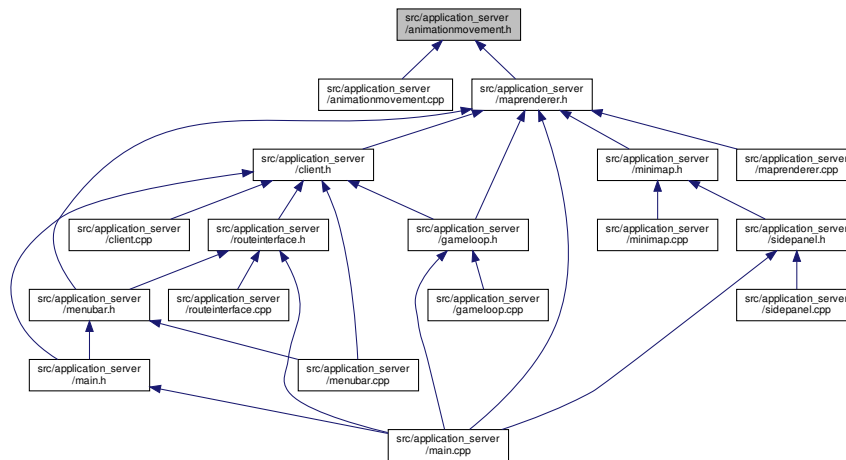 src/application_server
/animationmovement.h
src/application_server
/animationmovement.cpp
src/application_server
/maprenderer.h
src/application_server
/client.h
src/application_server
/minimap.h
src/application_server
/maprenderer.cpp
src/application_server
/client.cpp
src/application_server
/routeinterface.h
src/application_server
/gameloop.h
src/application_server
/minimap.cpp
src/application_server
/sidepanel.h
src/application_server
/menubar.h
src/application_server
/routeinterface.cpp
src/application_server
/gameloop.cpp
src/application_server
/sidepanel.cpp
src/application_server
/main.h
src/application_server
/menubar.cpp
src/application_server
/main.cpp